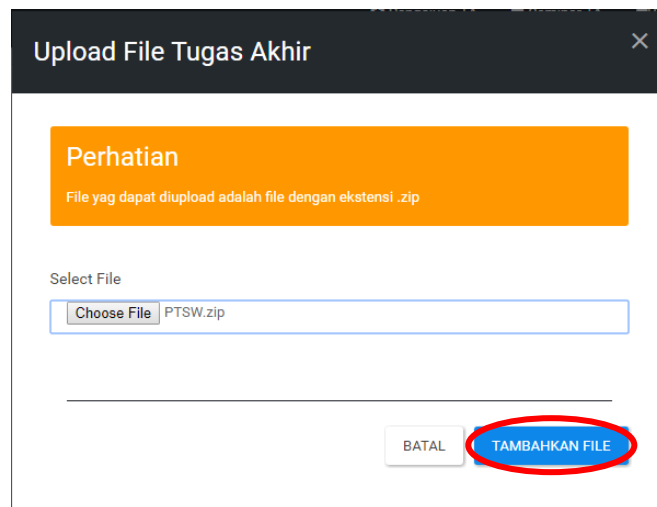 Upload File Tugas Akhir
Perhatian
File yag dapat diupload adalah file dengan ekstensi .zip
Select File
Choose File PTSW.zip
BATAL TAMBAHKAN FILE